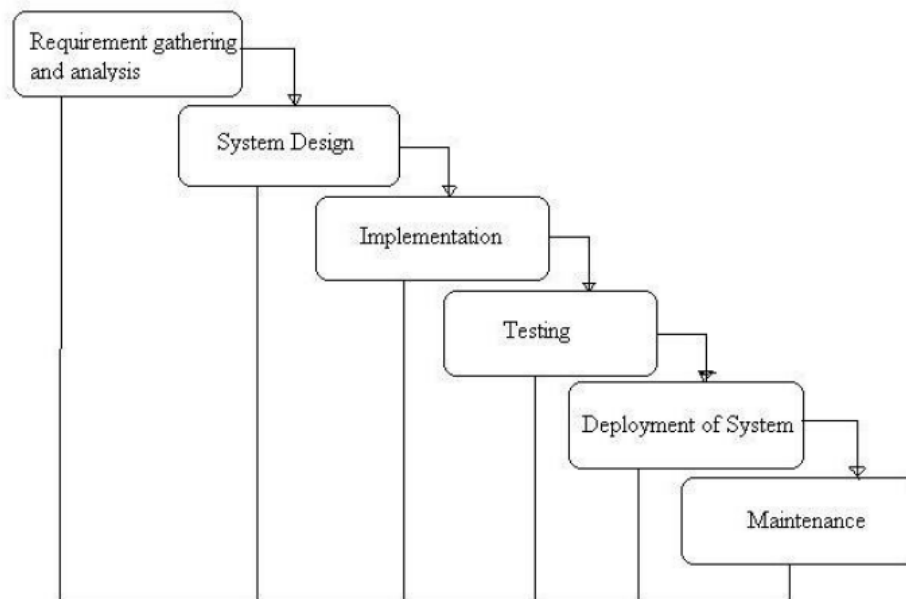 Requirement gathering
and analysis
System Design
Implementation
Testing
Deployment of System
Maintenance